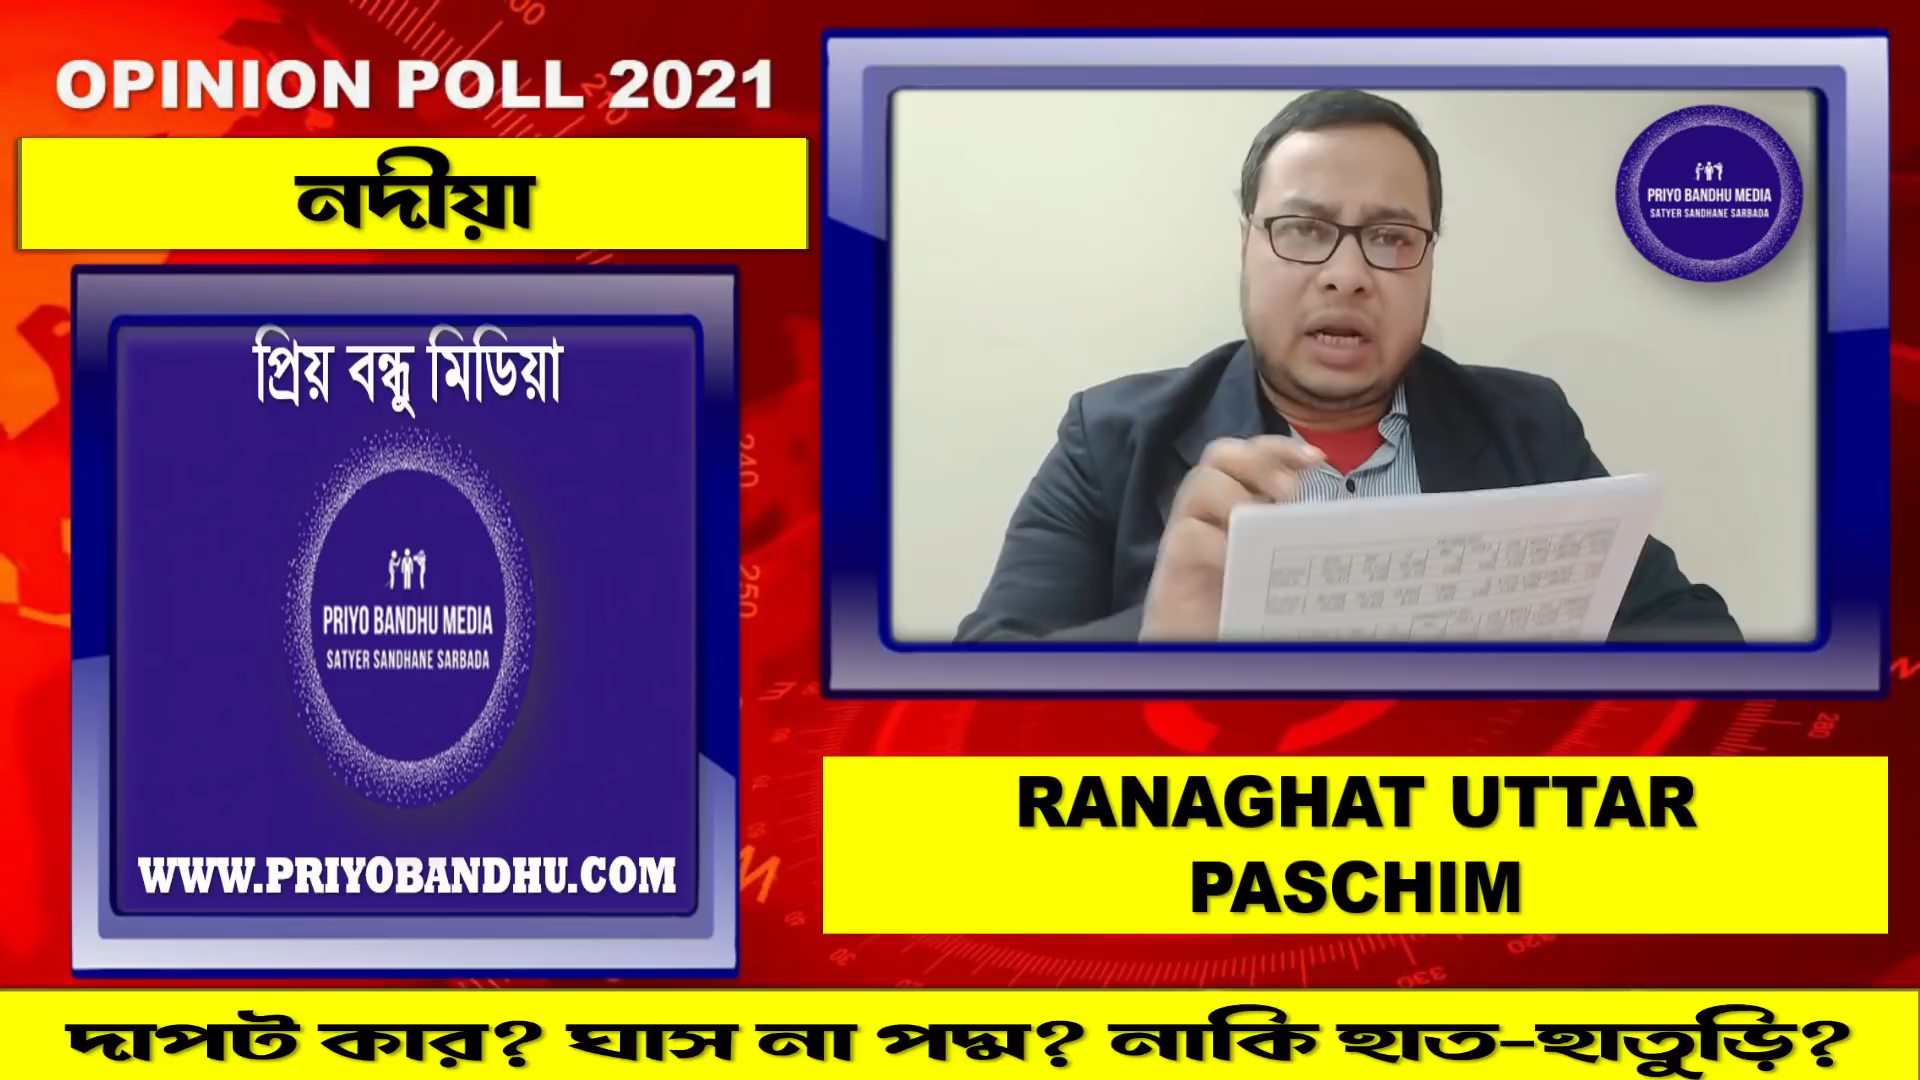 OPINION POLL 2021
নদীয়া
প্রিয় বন্ধু মিডিয়া
PRIYO BANDHU MEDIA
SATYER SANDHANE SARBADA
WWW.PRIYOBANDHU.COM
PRIYO BANDHU MEDIA
SATYER SANDHANE SARBADA
RANAGHAT UTTAR
PASCHIM
দাপট কার? ঘাস না পদ্ম? নাকি হাত-হাতুড়ি?